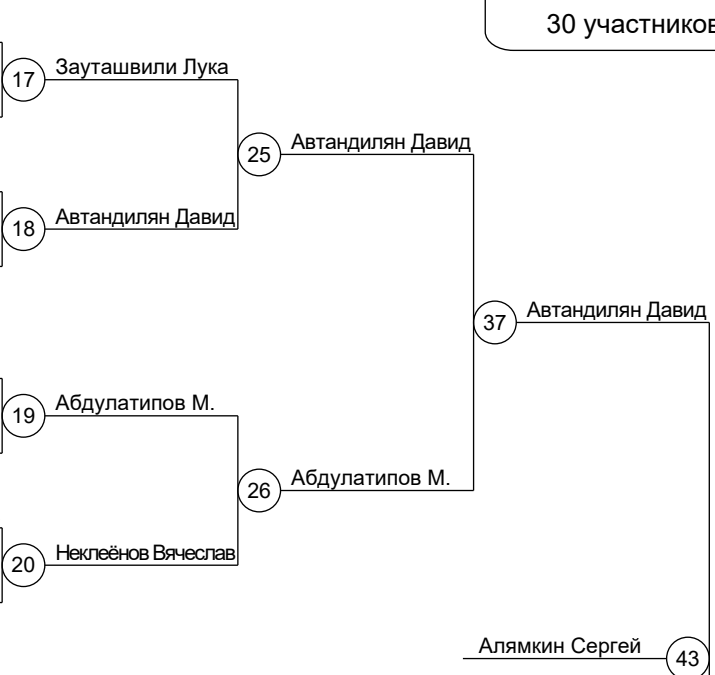 30 участников
17 Зауташвили Лука
25 Автандилян Давид
18 Автандилян Давид
37 Автандилян Давид
19 Абдулатипов М.
26 Абдулатипов М.
20 Неклеёнов Вячеслав
Алямкин Сергей 43